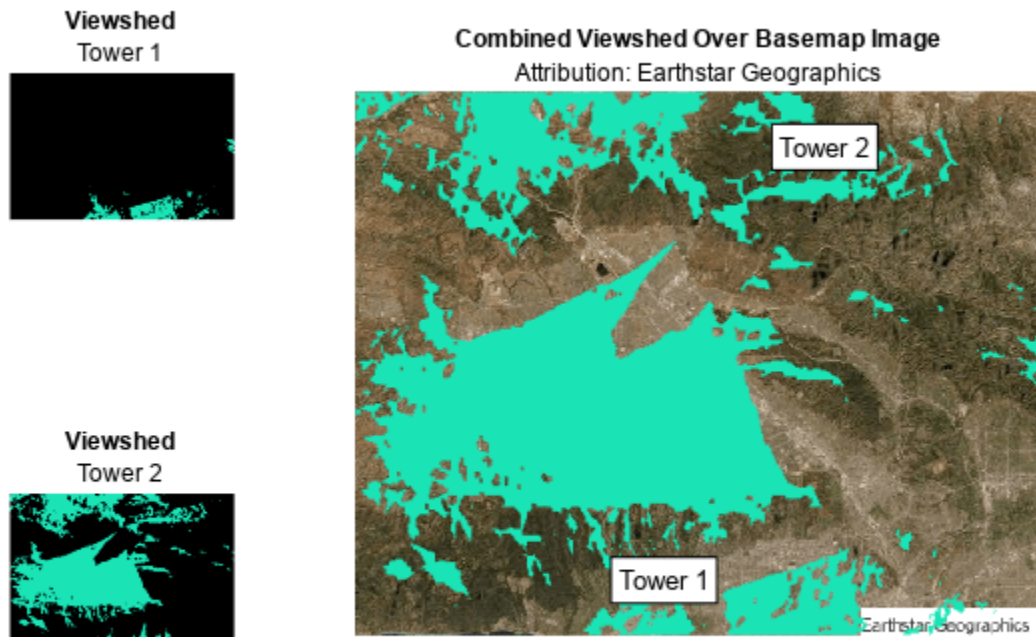 Viewshed
Tower 1
Viewshed
Tower 2
Combined Viewshed Over Basemap Image
Attribution: Earthstar Geographics
Tower 2
Tower 1
Earthstar Geographics